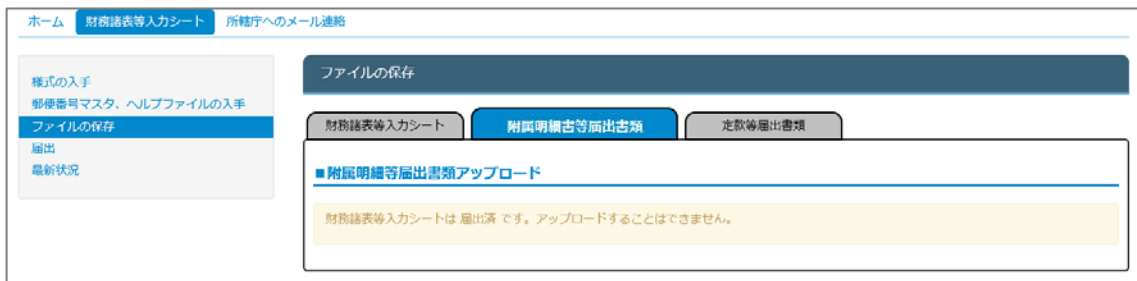 ホーム 財務諸表等入力シート 所轄庁へのメール連絡
様式の入手
郵便番号マスタ、ヘルプファイルの入手
ファイルの保存
届出
最新状況
ファイルの保存
財務諸表等入力シート 附属明細書等届出書類 定款等届出書類
■附属明細等届出書類アップロード
財務諸表等入力シートは 届出済 です。アップロードすることはできません。